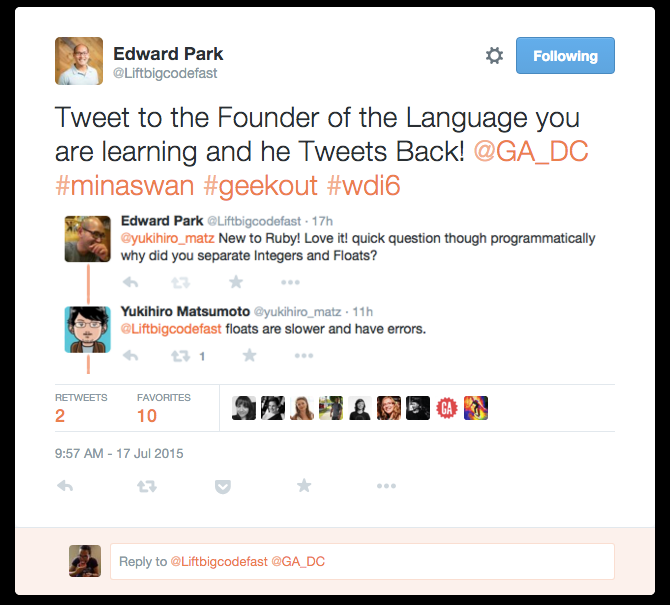 Edward Park
@Liftbigcodefast
Following
Tweet to the Founder of the Language you
are learning and he Tweets Back! @GA_DC
#minaswan #geekout #wdi6
Edward Park @Liftbigcodefast · 17h
@yukihiro_matz New to Ruby! Love it! quick question though programmatically
why did you separate Integers and Floats?
Yukihiro Matsumoto @yukihiro_matz · 11h
@Liftbigcodefast floats are slower and have errors.
1
RETWEETS FAVORITES
2 10
GA
9:57 AM - 17 Jul 2015
Reply to @Liftbigcodefast @GA_DC